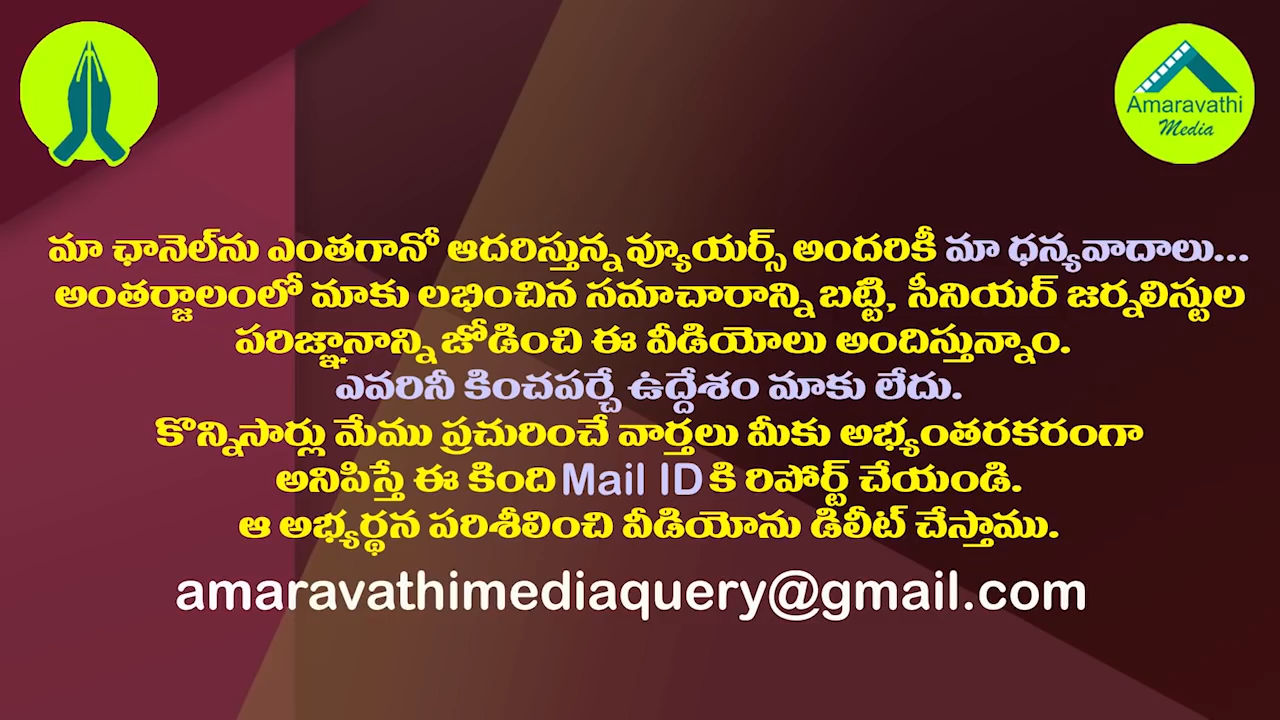 Amaravathi
Media
మా ఛానెల్‌ను ఎంతగానో ఆదరిస్తున్న వ్యూయర్స్ అందరికీ మా ధన్యవాదాలు...
అంతర్జాలంలో మాకు లభించిన సమాచారాన్ని బట్టి, సీనియర్ జర్నలిస్టుల
పరిజ్ఞానాన్ని జోడించి ఈ వీడియోలు అందిస్తున్నాం.
ఎవరినీ కించపర్చే ఉద్దేశం మాకు లేదు.
కొన్నిసార్లు మేము ప్రచురించే వార్తలు మీకు అభ్యంతరకరంగా
అనిపిస్తే ఈ కింది Mail ID కి రిపోర్ట్ చేయండి.
ఆ అభ్యర్థన పరిశీలించి వీడియోను డిలీట్ చేస్తాము.
amaravathimediaquery@gmail.com